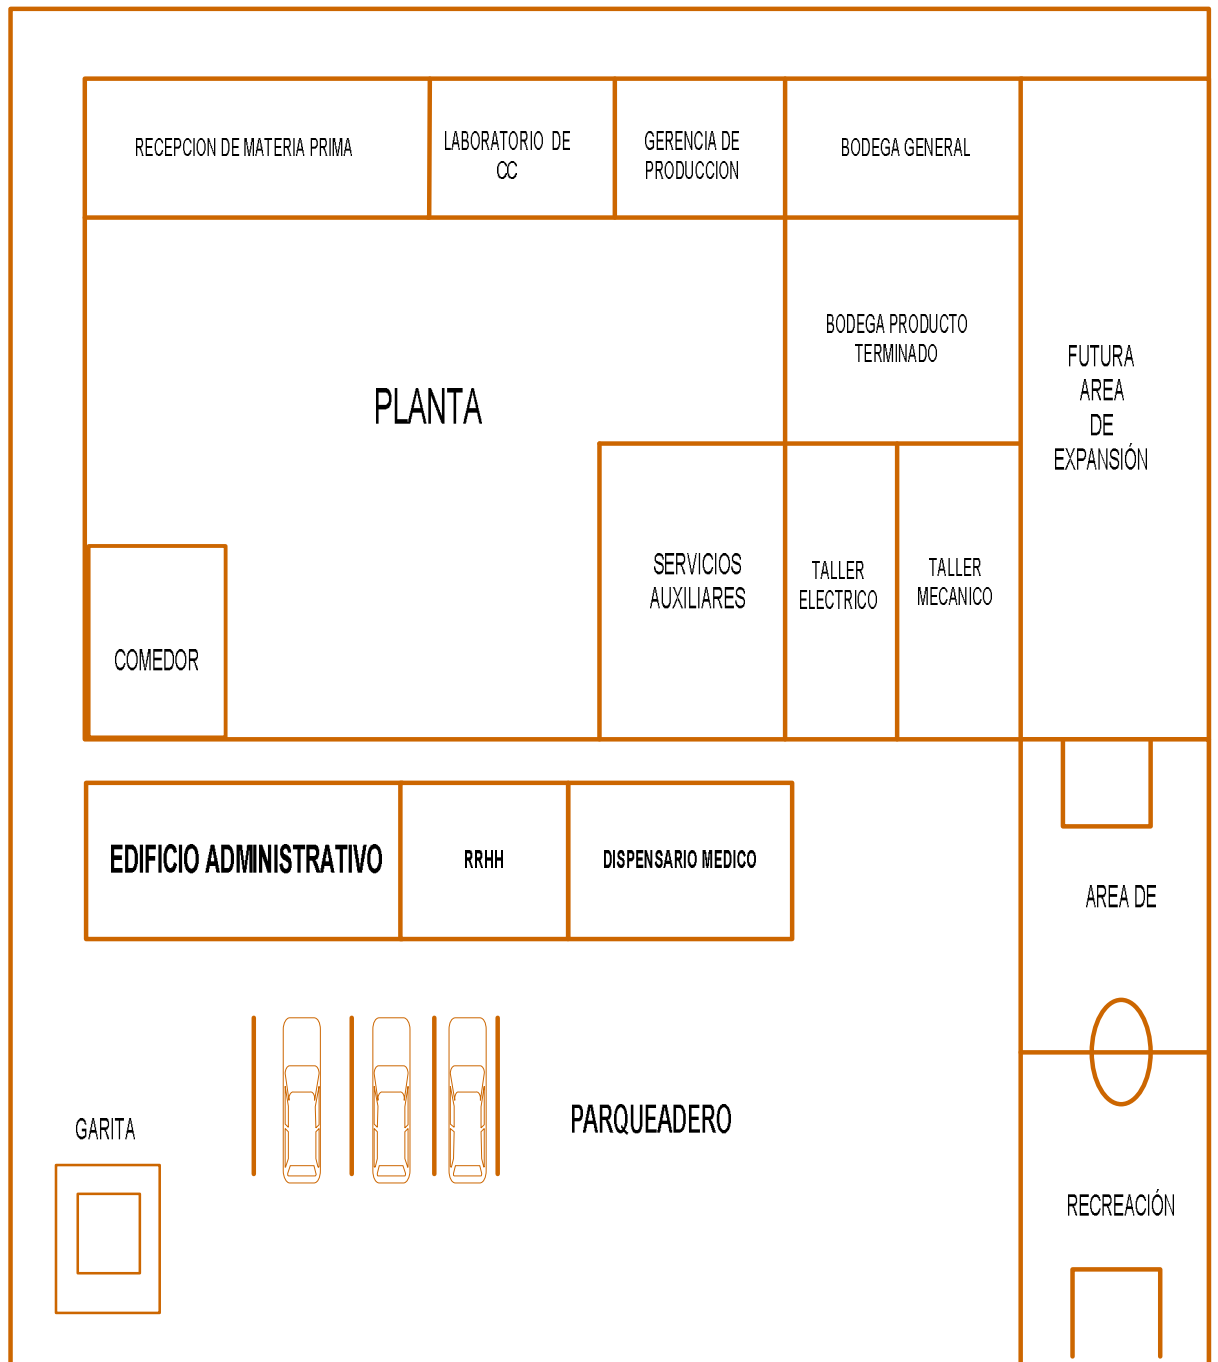 RECEPCION DE MATERIA PRIMA
LABORATORIO DE
CC
GERENCIA DE
PRODUCCION
BODEGA GENERAL
BODEGA PRODUCTO
TERMINADO
FUTURA
AREA
DE
EXPANSIÓN
PLANTA
SERVICIOS
AUXILIARES
TALLER
ELECTRICO
TALLER
MECANICO
COMEDOR
EDIFICIO ADMINISTRATIVO
RRHH
DISPENSARIO MEDICO
AREA DE
RECREACIÓN
PARQUEADERO
GARITA